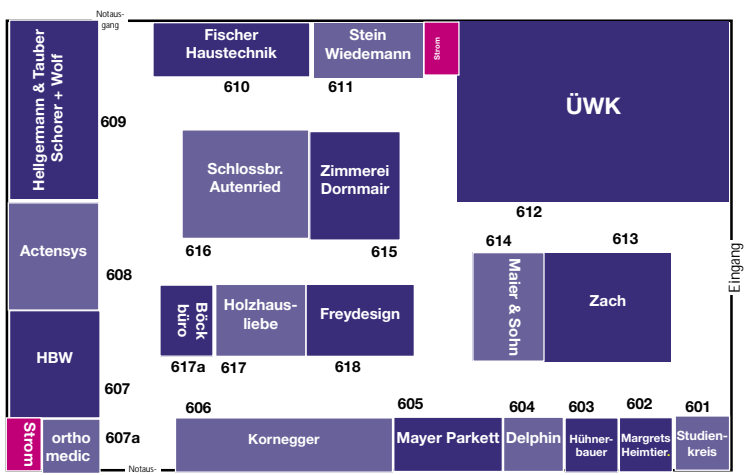 Notaus-
gang
Fischer
Haustechnik
Stein
Wiedemann
Strom
ÜWK
610
611
Hellgermann & Tauber
Schorer + Wolf
609
Schlossbr.
Autenried
Zimmerei
Dornmair
616
615
612
614
613
Eingang
Actensys
608
Maier & Sohn
Zach
Böck
büro
Holzhaus-
liebe
Freydesign
617a
617
618
HBW
607
606
605
604
603
602
601
Strom
ortho
medic
607a
Kornegger
Mayer Parkett
Delphin
Hühner-
bauer
Margrets
Heimtier.
Studien-
kreis
Notaus-